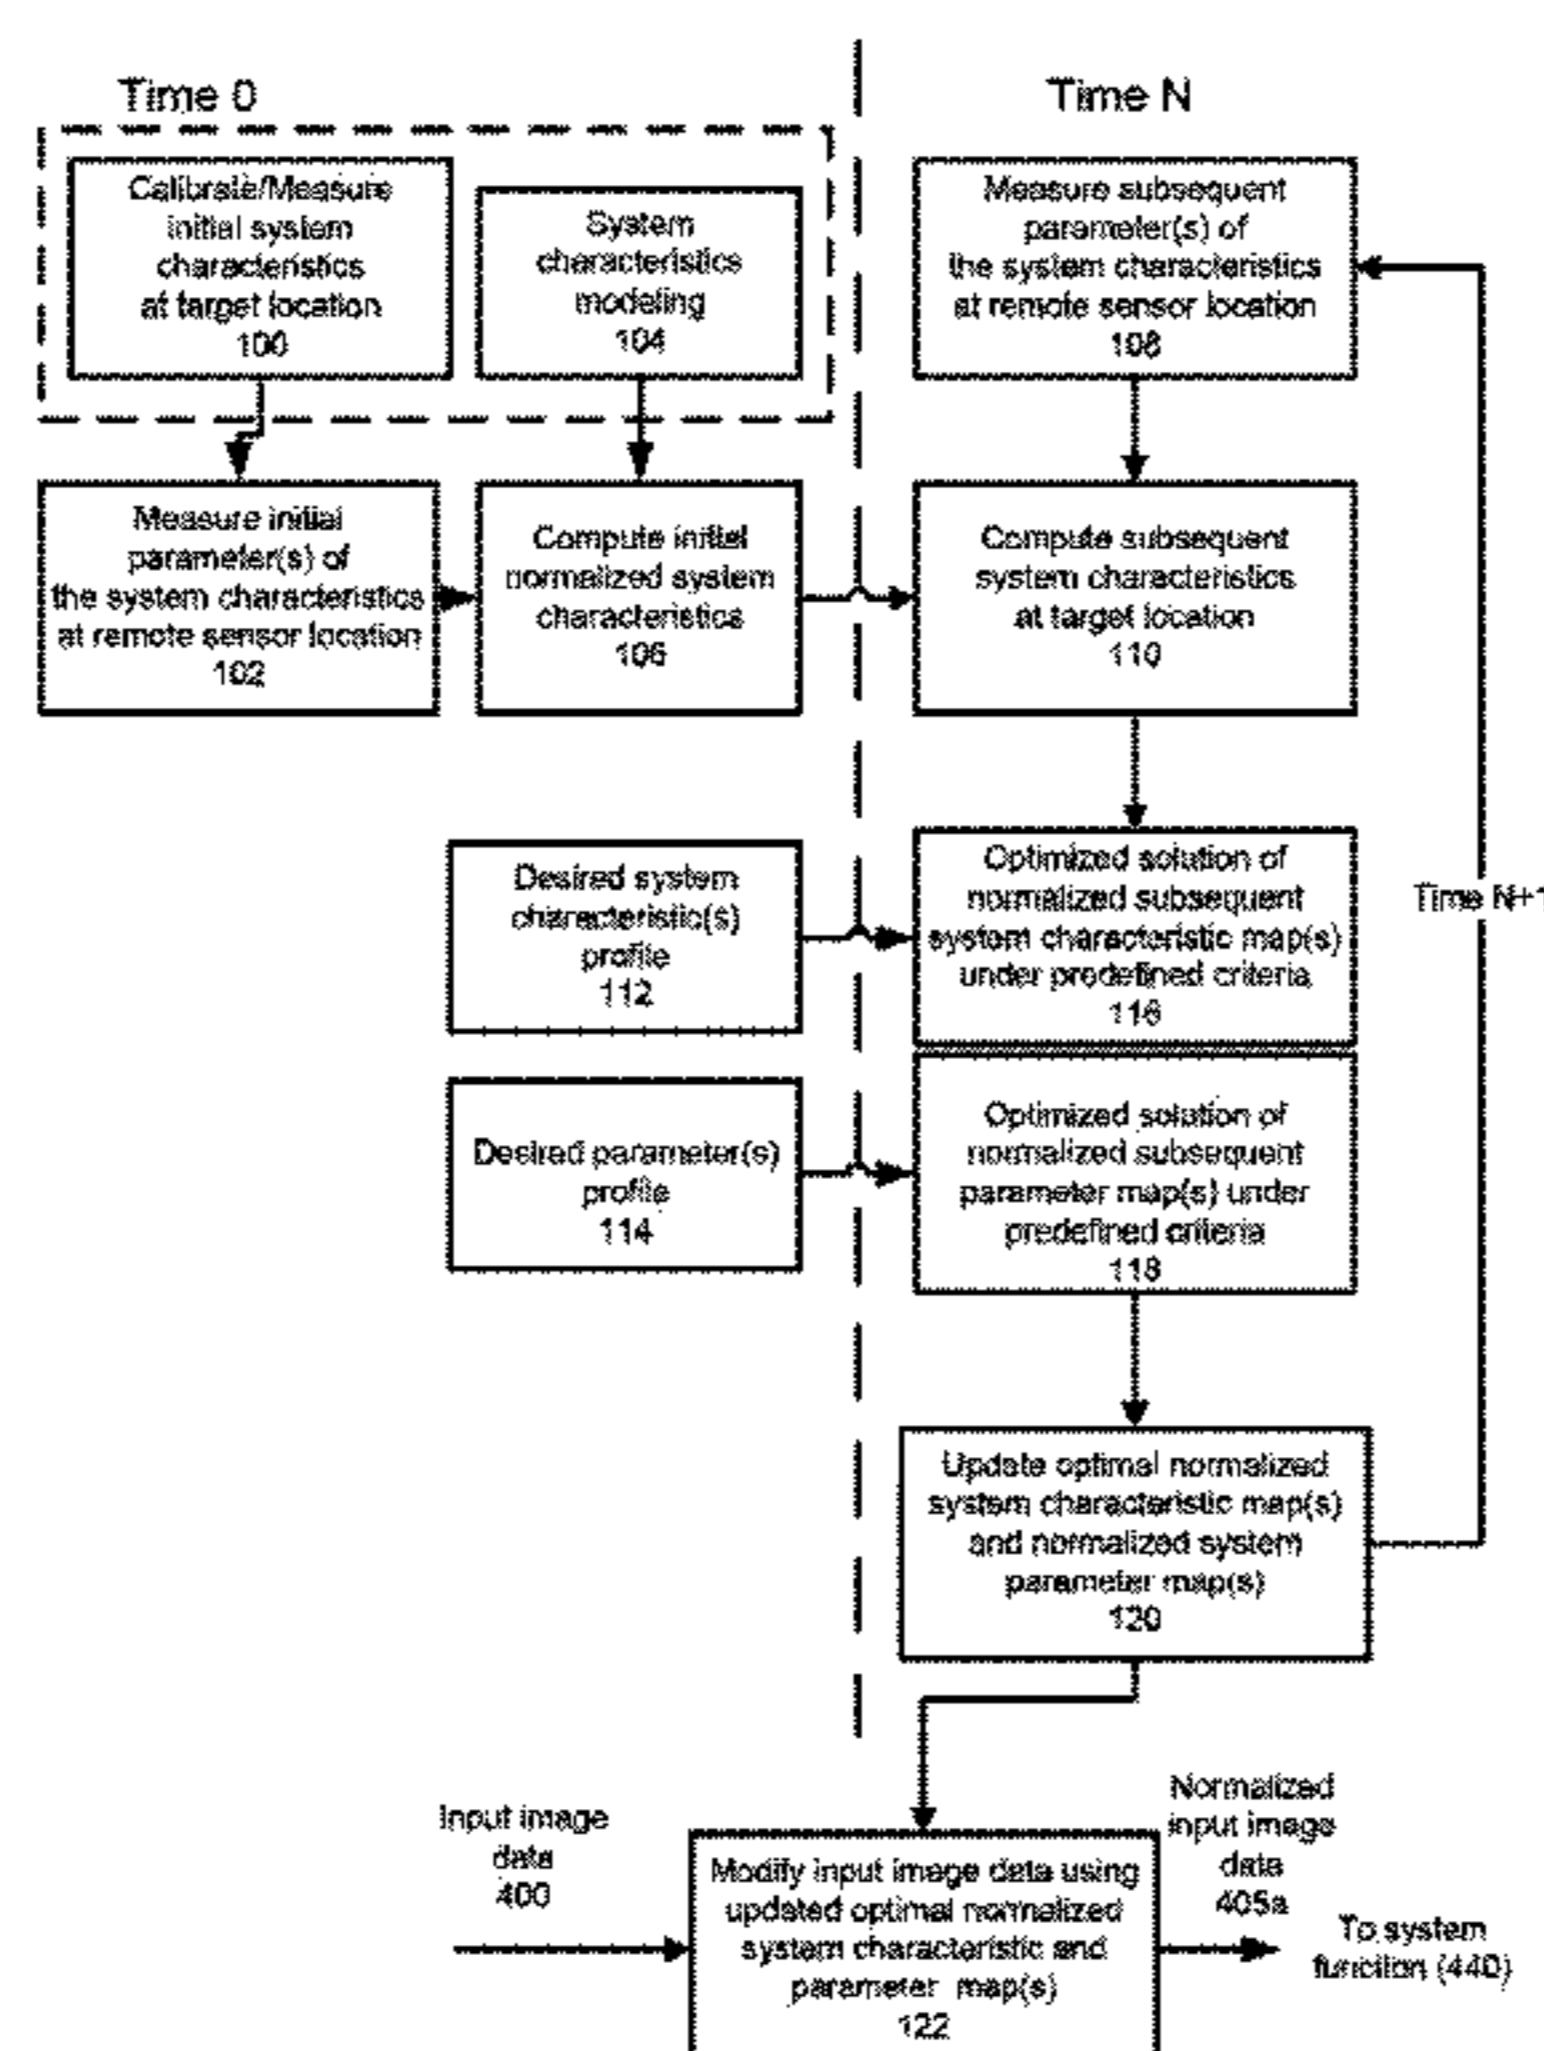 Time 0
Calibrate/Measure
initial system
characteristics
at target location
100
System
characteristics
modeling
104
Measure initial
parameter(s) of
the system characteristics
at remote sensor location
102
Compute initial
normalized system
characteristics
106
Time N
Measure subsequent
parameter(s) of
the system characteristics
at remote sensor location
108
Compute subsequent
system characteristics
at target location
110
Desired system
characteristic(s)
profile
112
Optimized solution of
normalized subsequent
system characteristic map(s)
under predefined criteria
116
Time N+1
Desired parameter(s)
profile
114
Optimized solution of
normalized subsequent
parameter map(s) under
predefined criteria
118
Update optimal normalized
system characteristic map(s)
and normalized system
parameter map(s)
120
Input image
data
400
Modify input image data using
updated optimal normalized
system characteristic and
parameter map(s)
122
Normalized
input image
data
405a
To system
function (440)